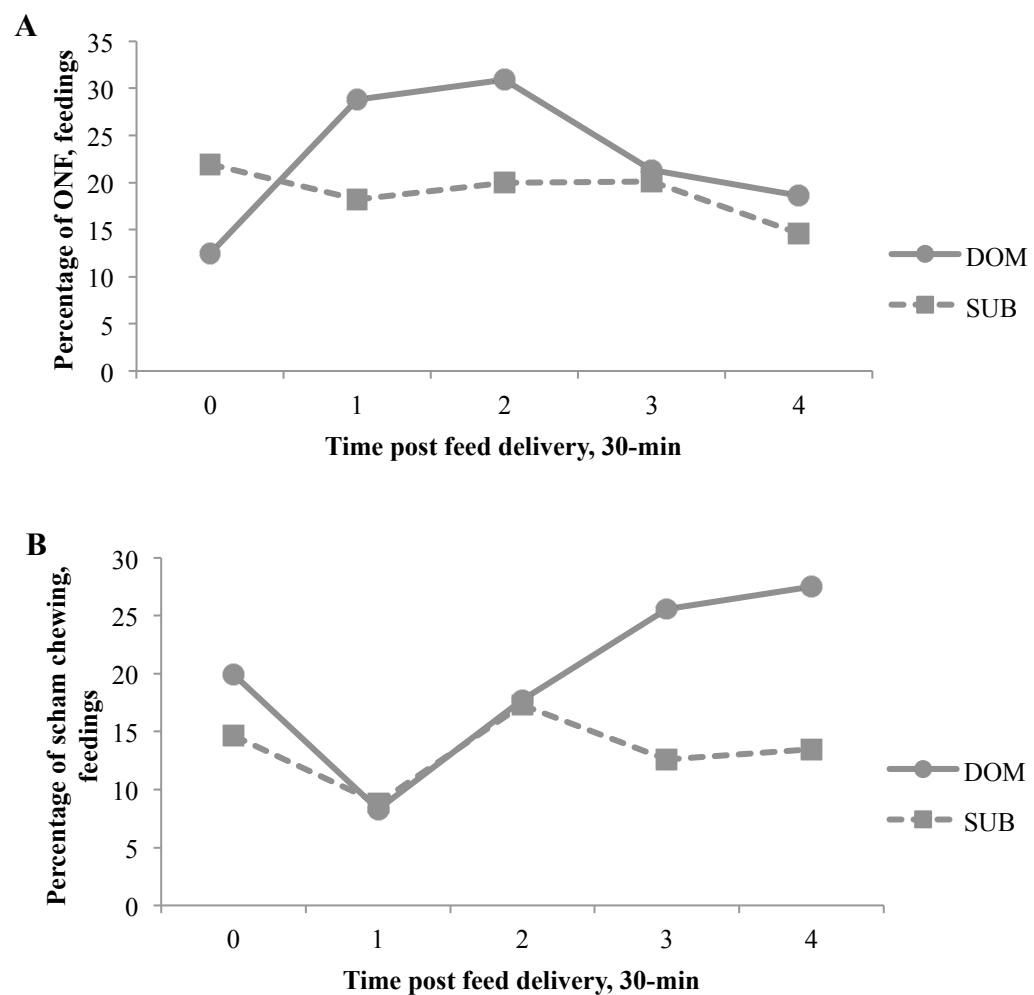 A
Percentage of ONF, feedings
35
30
25
20
15
10
5
0
0 1 2 3 4
Time post feed delivery, 30-min
DOM
SUB
B
Percentage of scham chewing,
feedings
30
25
20
15
10
5
0
0 1 2 3 4
Time post feed delivery, 30-min
DOM
SUB